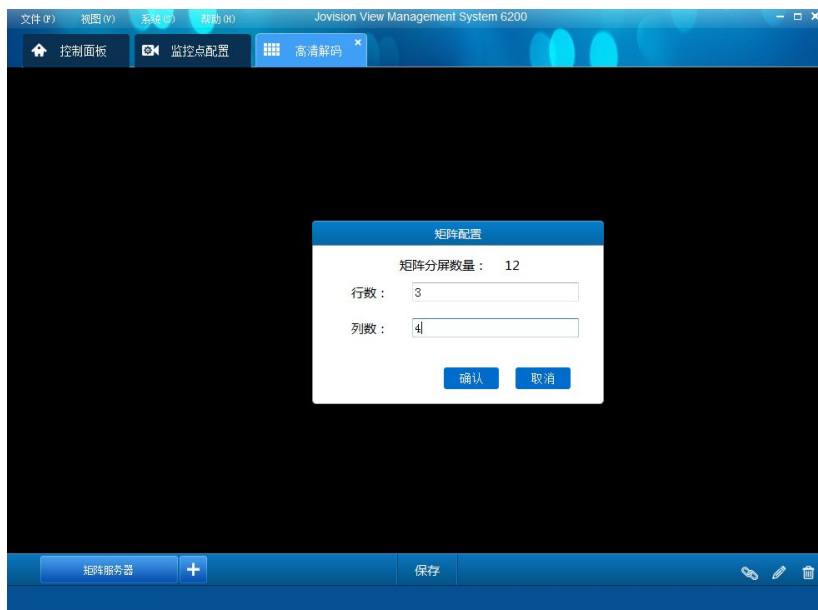 文件(F) 视图(V) 系统(S) 帮助(H) Jovision View Management System 6200
控制面板 监控点配置 高清解码
矩阵配置
矩阵分屏数量： 12
行数： 3
列数： 4
确认 取消
矩阵服务器 保存